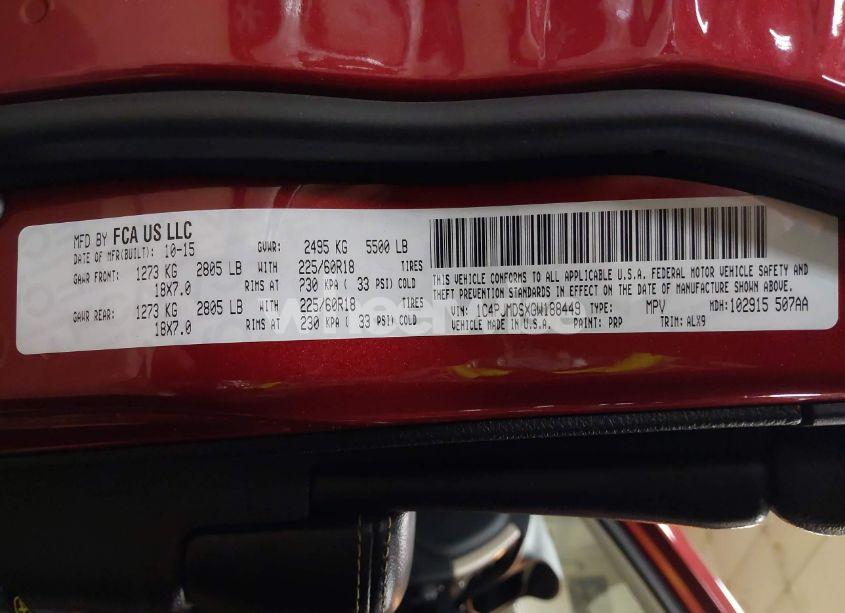 MFD BY FCA US LLC
DATE OF MFR(BUILT): 10-15 GVWR: 2495 KG 5500 LB
GAWR FRONT: 1273 KG 2805 LB WITH 225/60R18 TIRES
18X7.0 RIMS AT 230 KPA ( 33 PSI) COLD
GAWR REAR: 1273 KG 2805 LB WITH 225/60R18 TIRES
18X7.0 RIMS AT 230 KPA ( 33 PSI) COLD
THIS VEHICLE CONFORMS TO ALL APPLICABLE U.S.A. FEDERAL MOTOR VEHICLE SAFETY AND
THEFT PREVENTION STANDARDS IN EFFECT ON THE DATE OF MANUFACTURE SHOWN ABOVE.
VIN: 1C4PJMDSXGW188449 TYPE: MPV MDH:102915 507AA
VEHICLE MADE IN U.S.A. PAINT: PRP TRIM: ALX9